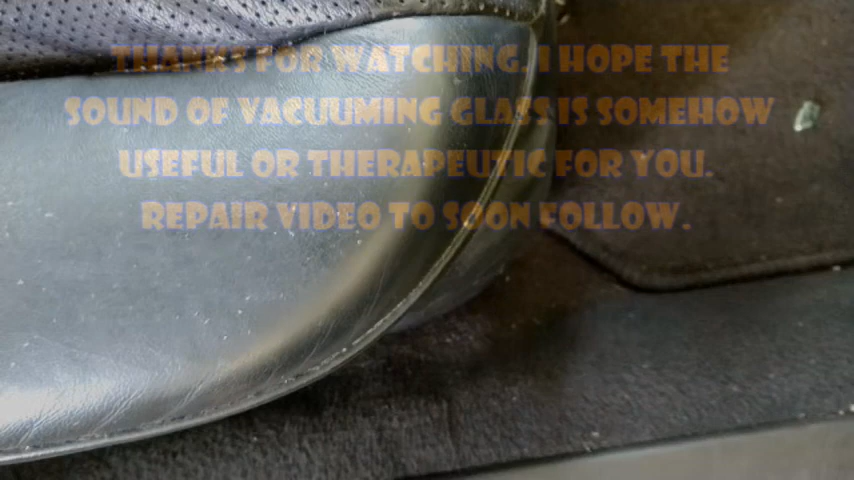 THANKS FOR WATCHING. I HOPE THE
SOUND OF VACUUMING GLASS IS SOMEHOW
USEFUL OR THERAPEUTIC FOR YOU.
REPAIR VIDEO TO SOON FOLLOW.